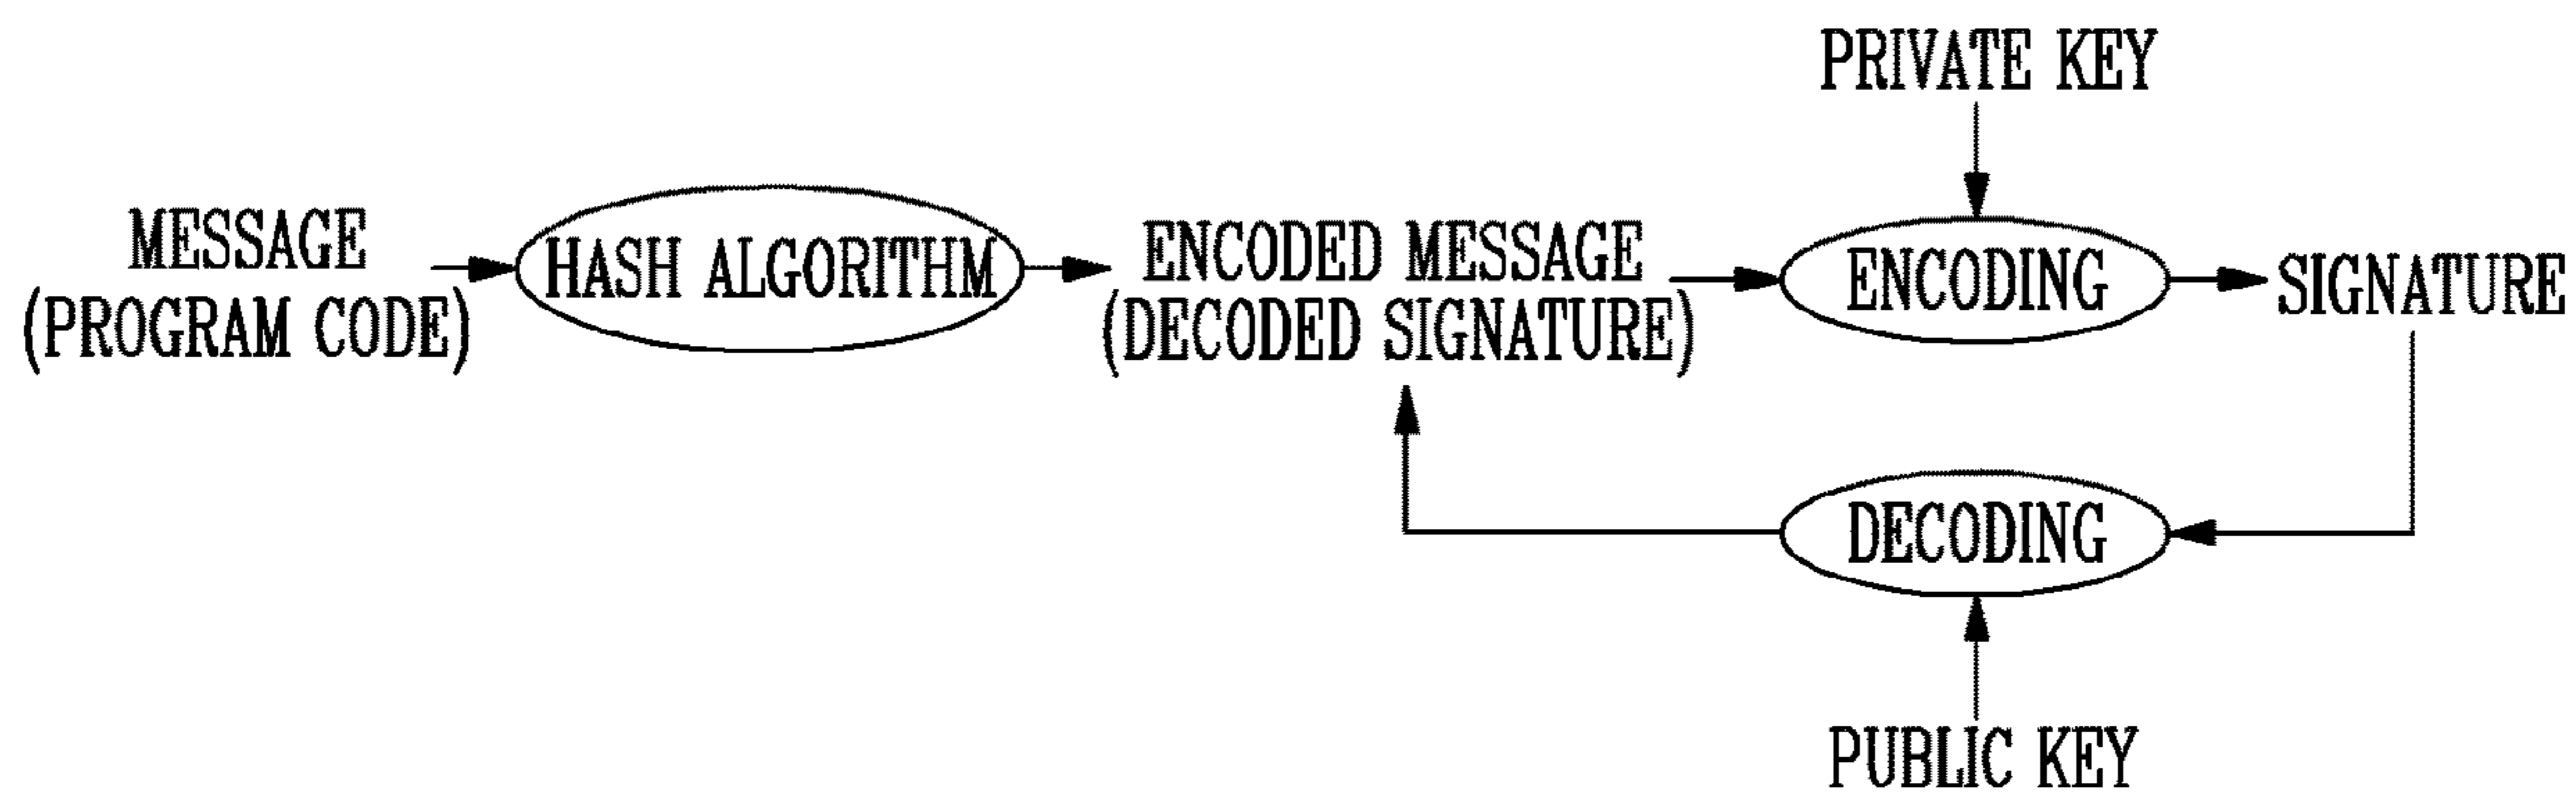 PRIVATE KEY
MESSAGE
(PROGRAM CODE)
HASH ALGORITHM
ENCODED MESSAGE
(DECODED SIGNATURE)
ENCODING
SIGNATURE
DECODING
PUBLIC KEY